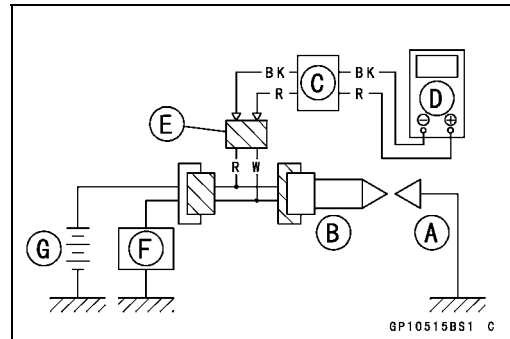 BK C BK
R R D
⊖ ⊕
E
R W
B A
G F
GP10515BS1 C